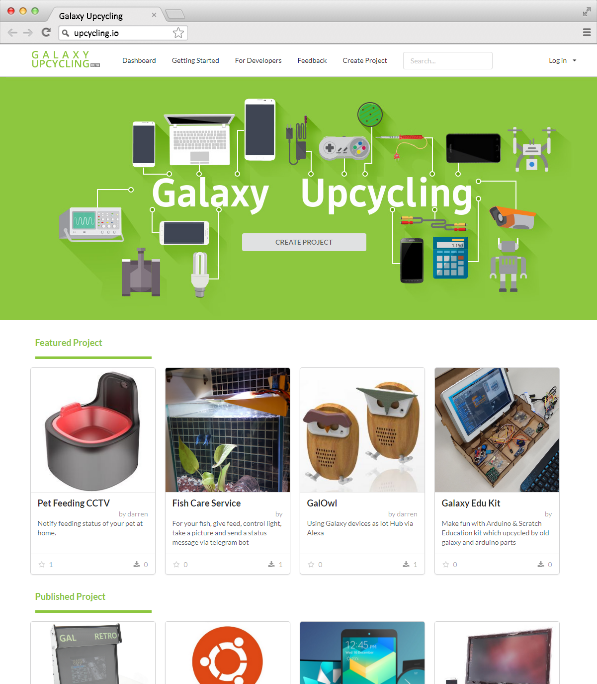 Galaxy Upcycling
upcycling.io
GALAXY
UPCYCLING
Dashboard
Getting Started
For Developers
Feedback
Create Project
Search...
Log in
Galaxy Upcycling
CREATE PROJECT
Featured Project
Pet Feeding CCTV
by darren
Notify feeding status of your pet at
home.
1
0
Fish Care Service
by
For your fish, give feed, control light,
take a picture and send a status
message via telegram bot
0
1
GalOwl
by darren
Using Galaxy devices as Iot Hub via
Alexa
0
1
Galaxy Edu Kit
by
Make fun with Arduino & Scratch
Education kit which upcycled by old
galaxy and arduino parts
0
0
Published Project
GAL RETRO
12:45